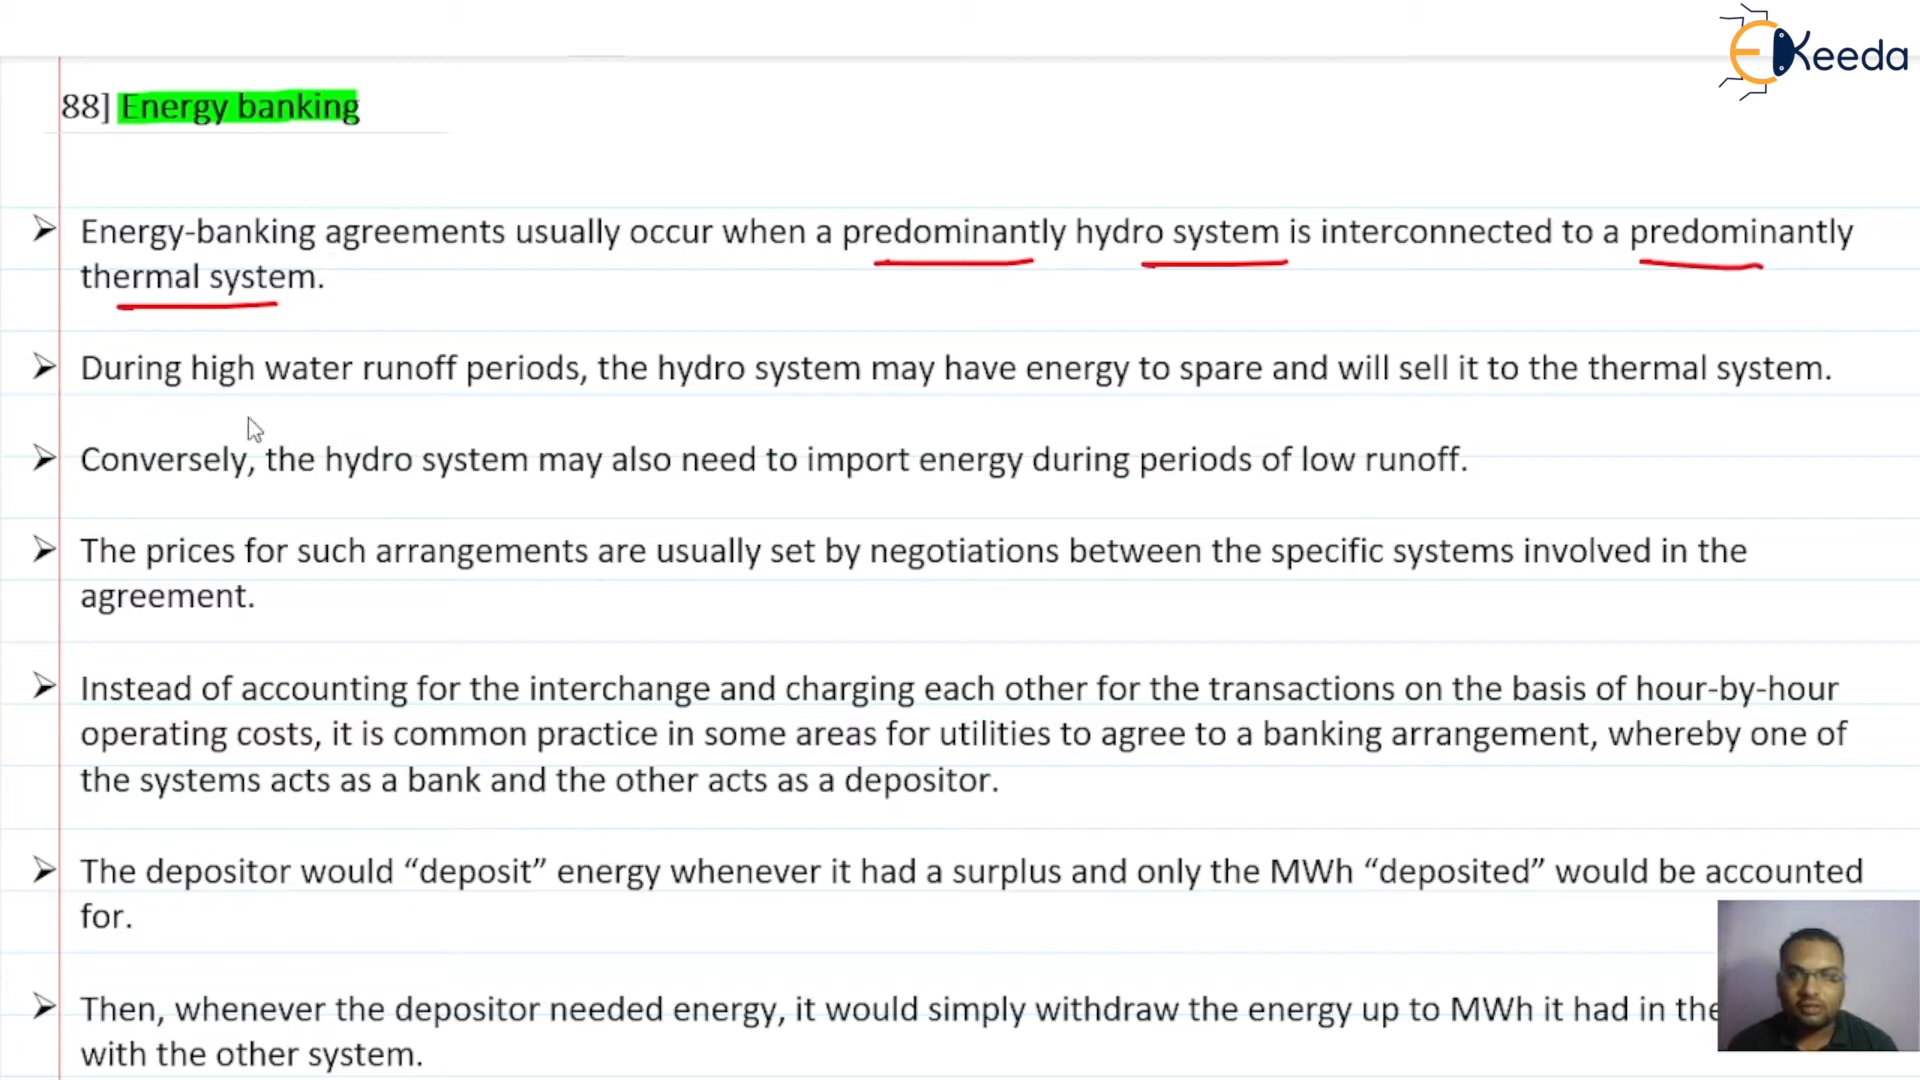 EKeeda
88] Energy banking
➢ Energy-banking agreements usually occur when a predominantly hydro system is interconnected to a predominantly
thermal system.
➢ During high water runoff periods, the hydro system may have energy to spare and will sell it to the thermal system.
➢ Conversely, the hydro system may also need to import energy during periods of low runoff.
➢ The prices for such arrangements are usually set by negotiations between the specific systems involved in the
agreement.
➢ Instead of accounting for the interchange and charging each other for the transactions on the basis of hour-by-hour
operating costs, it is common practice in some areas for utilities to agree to a banking arrangement, whereby one of
the systems acts as a bank and the other acts as a depositor.
➢ The depositor would “deposit” energy whenever it had a surplus and only the MWh “deposited” would be accounted
for.
➢ Then, whenever the depositor needed energy, it would simply withdraw the energy up to MWh it had in the
with the other system.